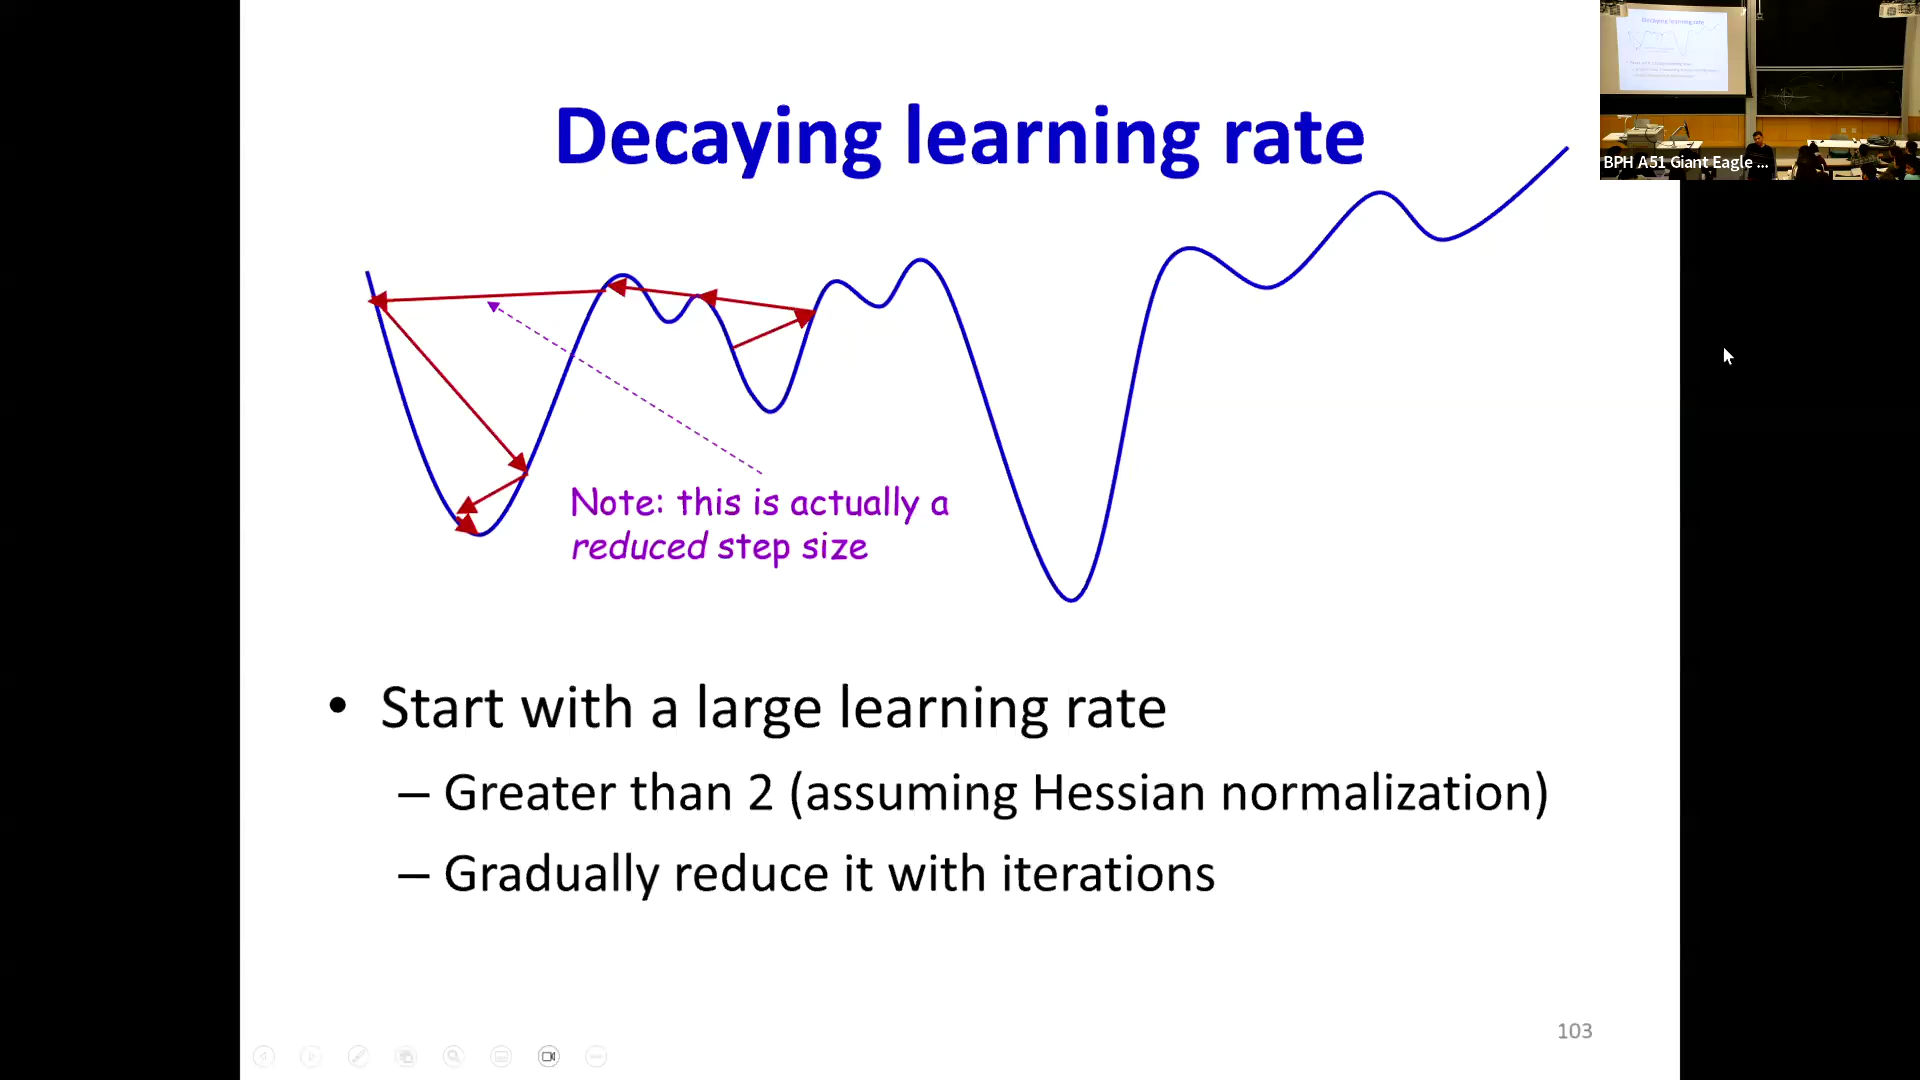 Decaying learning rate
BPH A51 Giant Eagle ...
Note: this is actually a
reduced step size
• Start with a large learning rate
– Greater than 2 (assuming Hessian normalization)
– Gradually reduce it with iterations
103